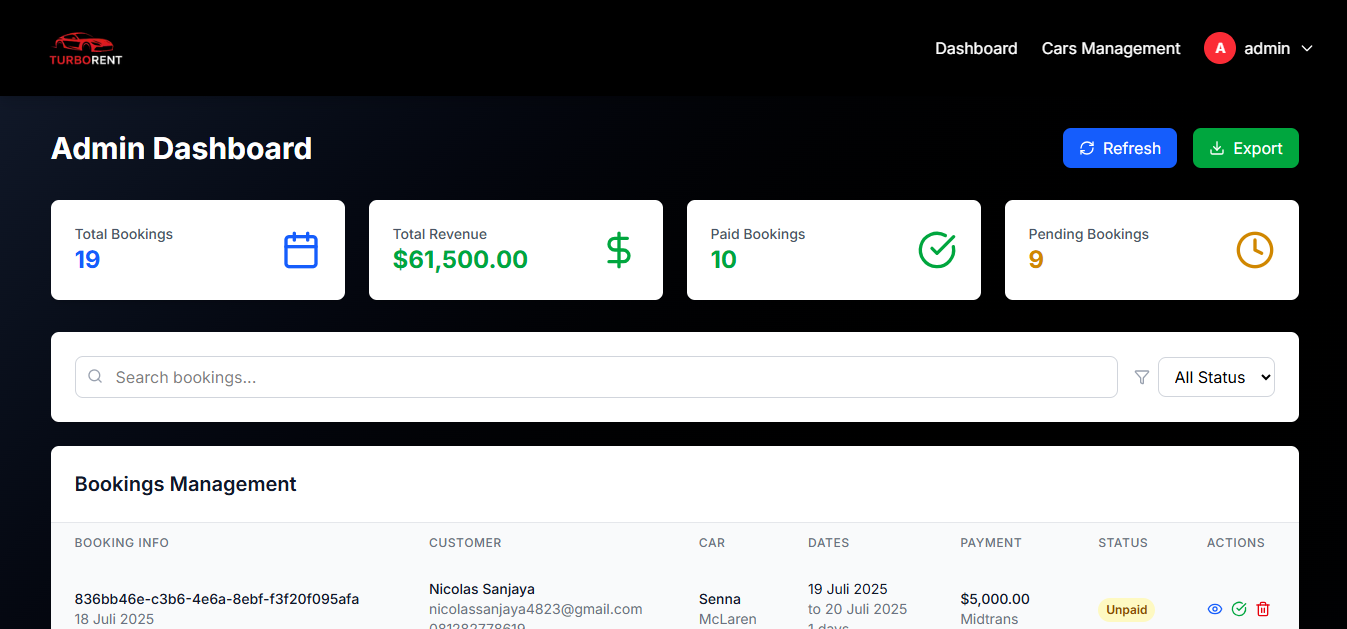 TURBORENT
Dashboard Cars Management A admin
Admin Dashboard
Refresh Export
Total Bookings
19
Total Revenue
$61,500.00
Paid Bookings
10
Pending Bookings
9
Search bookings...
All Status
Bookings Management
BOOKING INFO CUSTOMER CAR DATES PAYMENT STATUS ACTIONS
836bb46e-c3b6-4e6a-8ebf-f3f20f095afa
18 Juli 2025
Nicolas Sanjaya
nicolassanjaya4823@gmail.com
081282778619
Senna
McLaren
19 Juli 2025
to 20 Juli 2025
1 days
$5,000.00
Midtrans
Unpaid